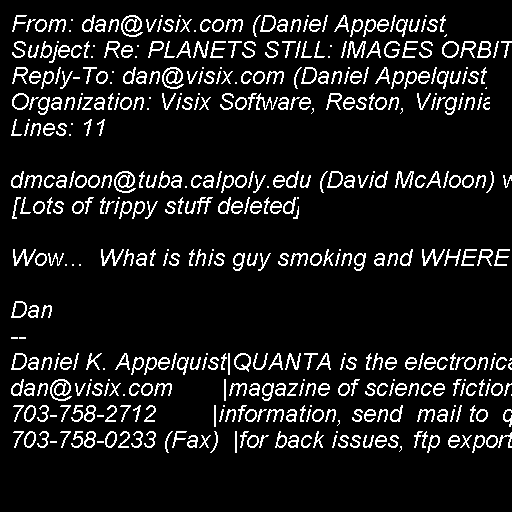 From: dan@visix.com (Daniel Appelquist
Subject: Re: PLANETS STILL: IMAGES ORBIT
Reply-To: dan@visix.com (Daniel Appelquist
Organization: Visix Software, Reston, Virginia
Lines: 11
dmcaloon@tuba.calpoly.edu (David McAloon) w
[Lots of trippy stuff deleted]
Wow... What is this guy smoking and WHERE
Dan
--
Daniel K. Appelquist|QUANTA is the electronica
dan@visix.com |magazine of science fiction
703-758-2712 |information, send mail to q
703-758-0233 (Fax) |for back issues, ftp export